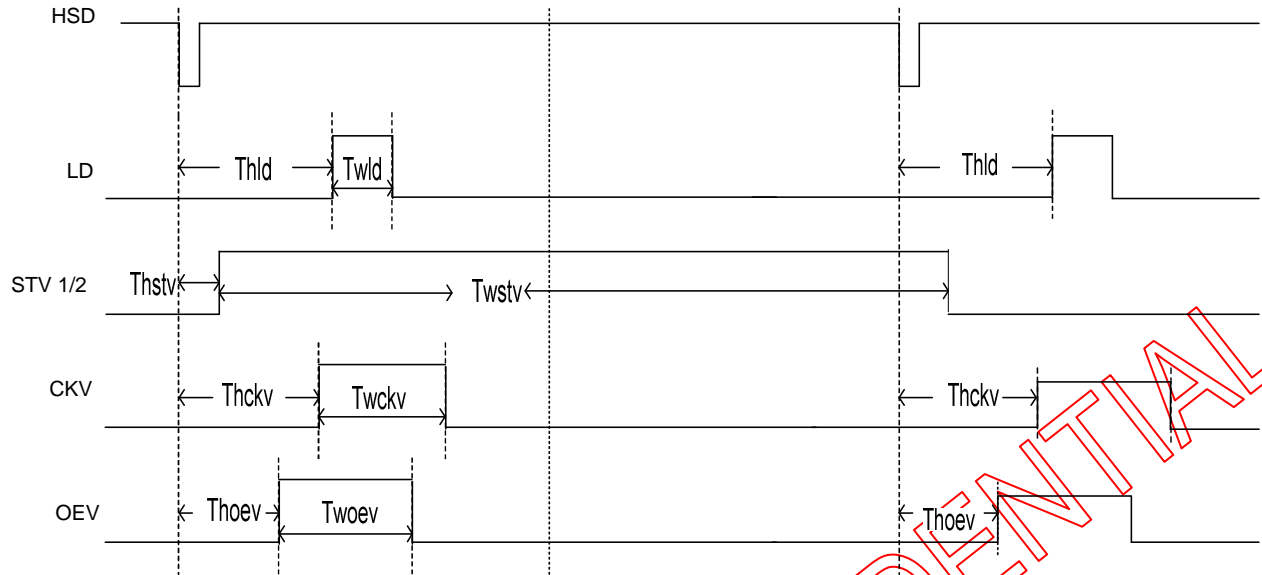 HSD
LD
Thld
Twld
Thld
STV 1/2
Thstv
Twstv
CKV
Thckv
Twckv
Thckv
OEV
Thoev
Twoev
Thoev
DENTIAL